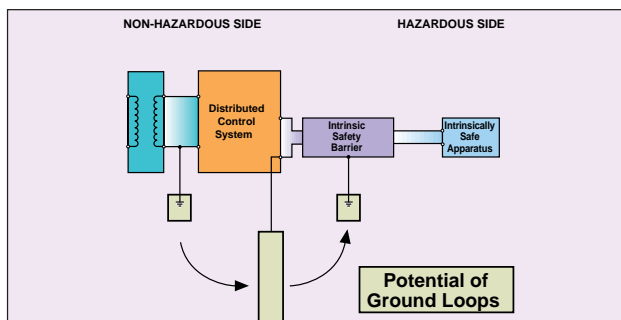 NON-HAZARDOUS SIDE
HAZARDOUS SIDE
Distributed
Control
System
Intrinsic
Safety
Barrier
Intrinsically
Safe
Apparatus
Potential of
Ground Loops